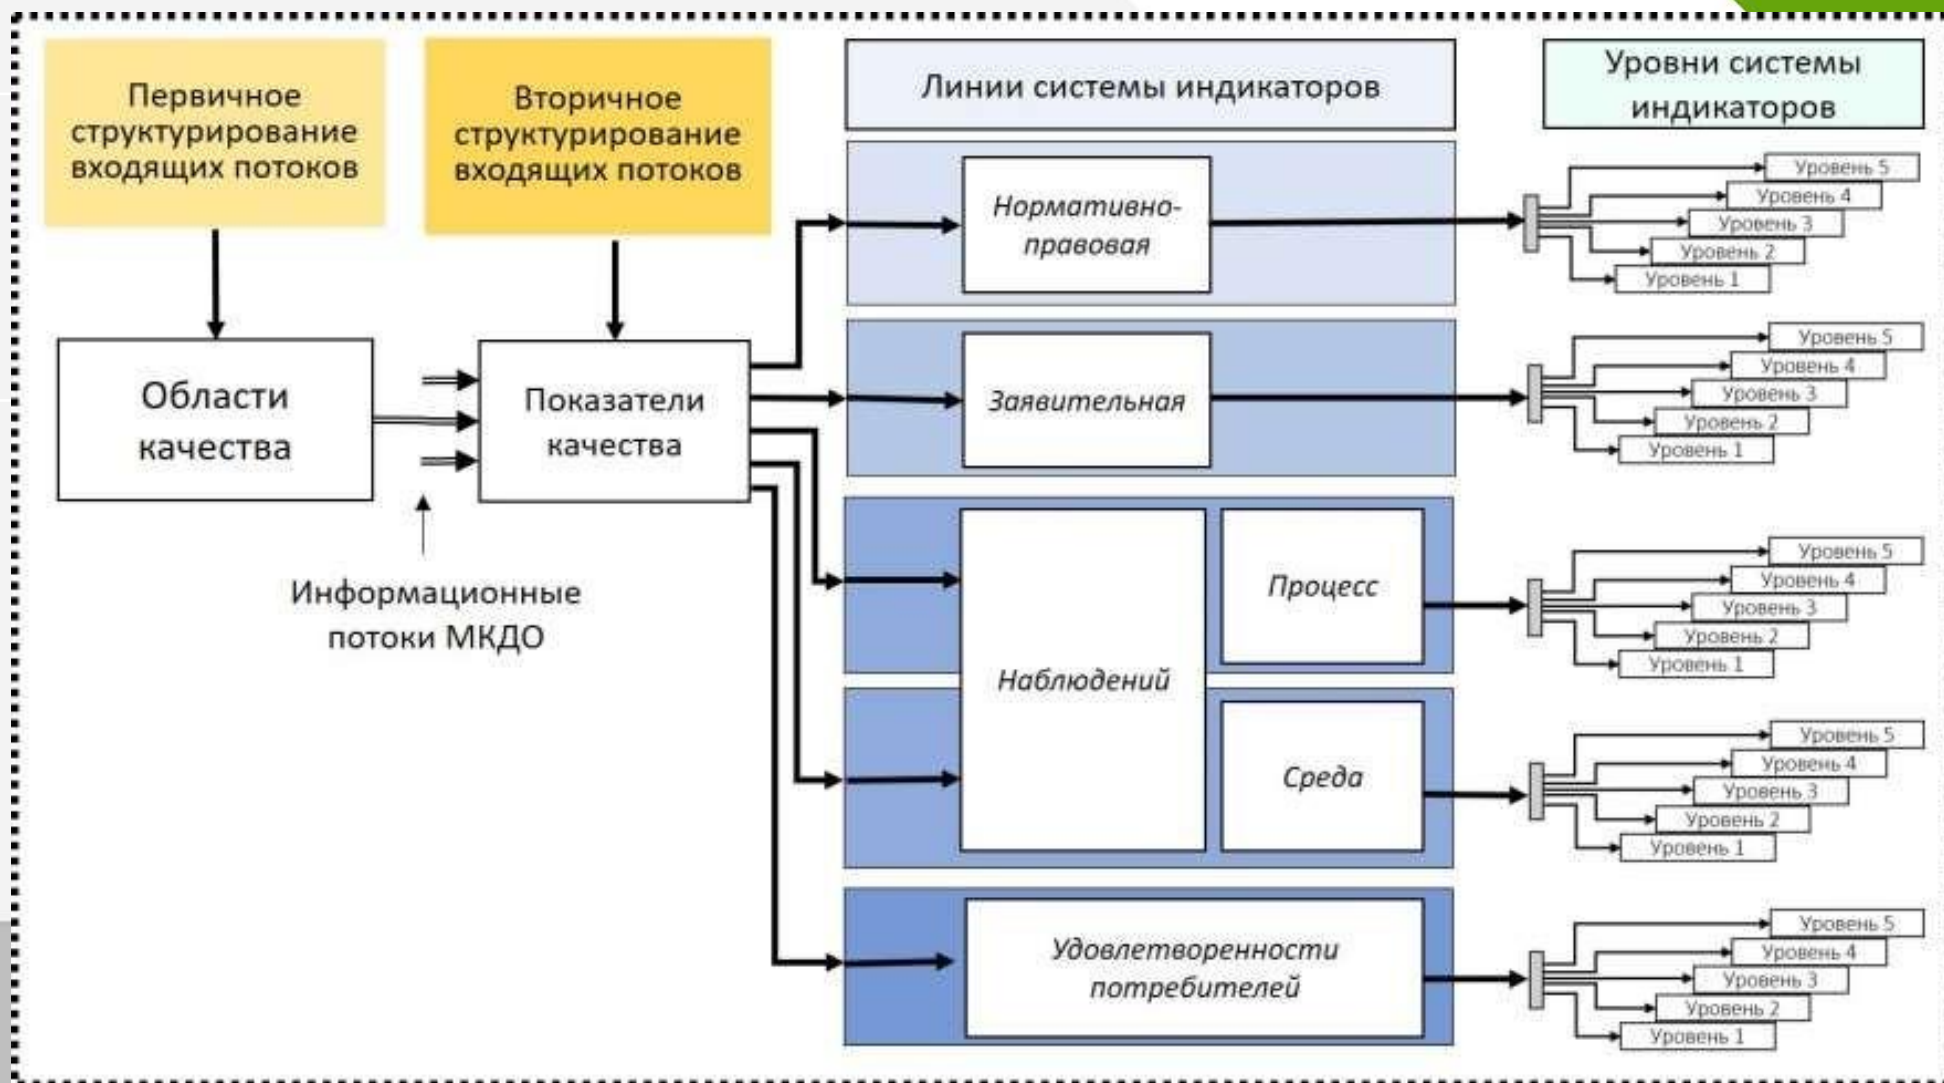 Первичное
структурирование
входящих потоков
Вторичное
структурирование
входящих потоков
Линии системы индикаторов
Уровни системы
индикаторов
Области
качества
Показатели
качества
Информационные
потоки МКДО
Нормативно-
правовая
Уровень 5
Уровень 4
Уровень 3
Уровень 2
Уровень 1
Заявительная
Уровень 5
Уровень 4
Уровень 3
Уровень 2
Уровень 1
Наблюдений
Процесс
Уровень 5
Уровень 4
Уровень 3
Уровень 2
Уровень 1
Среда
Уровень 5
Уровень 4
Уровень 3
Уровень 2
Уровень 1
Удовлетворенности
потребителей
Уровень 5
Уровень 4
Уровень 3
Уровень 2
Уровень 1